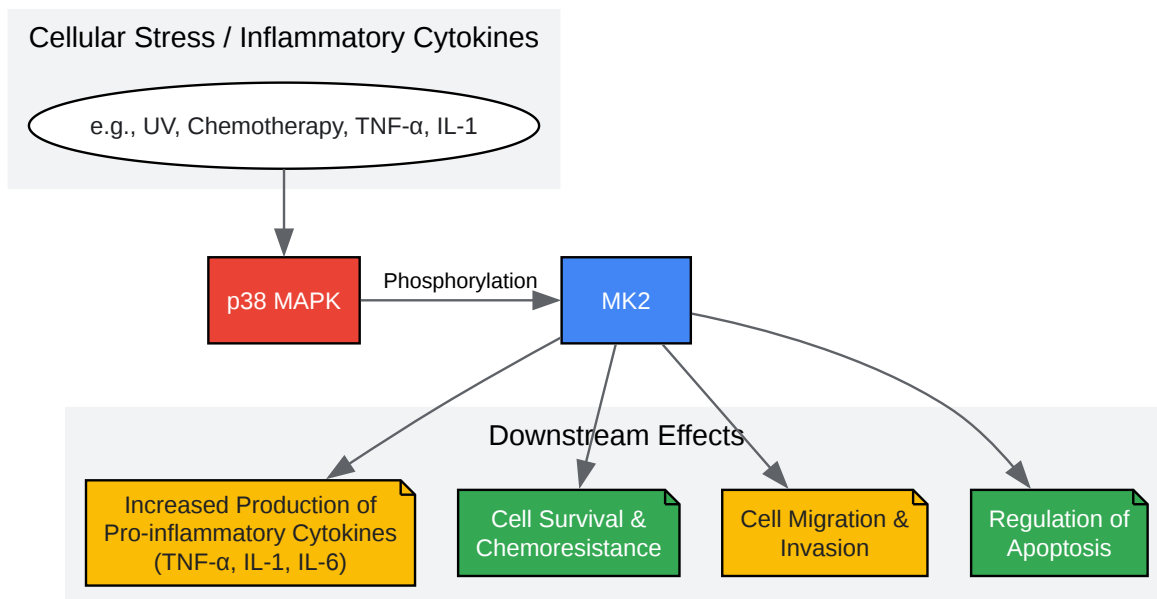 Cellular Stress / Inflammatory Cytokines
e.g., UV, Chemotherapy, TNF-α, IL-1
p38 MAPK
Phosphorylation
MK2
Downstream Effects
Increased Production of
Pro-inflammatory Cytokines
(TNF-α, IL-1, IL-6)
Cell Survival &
Chemoresistance
Cell Migration &
Invasion
Regulation of
Apoptosis